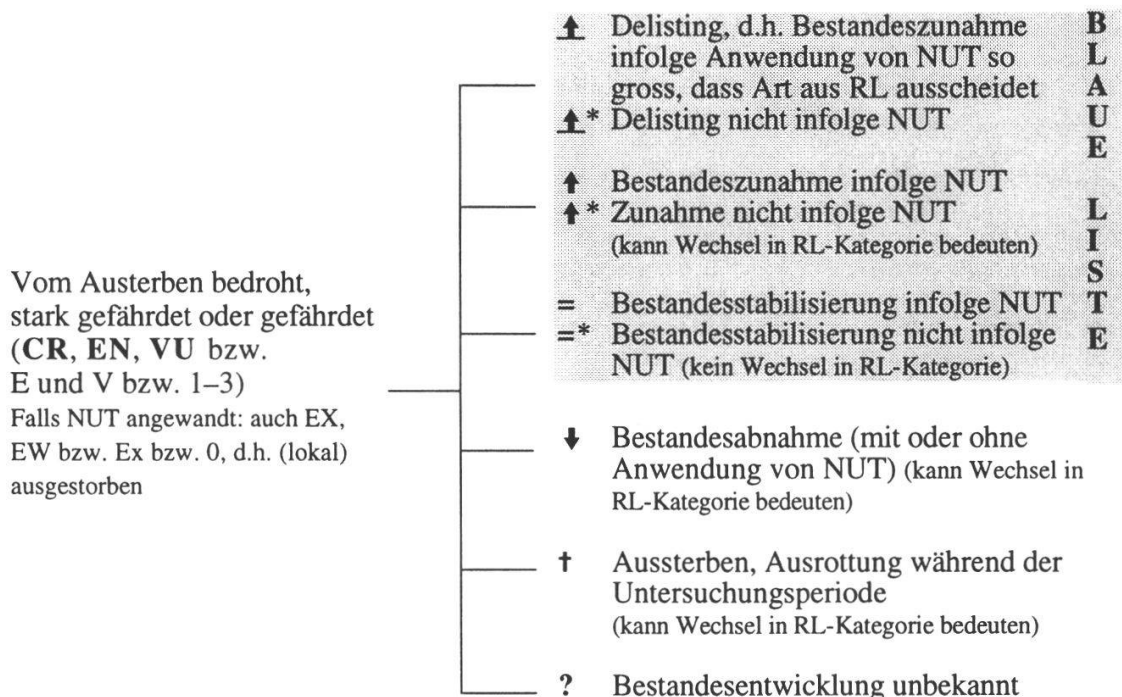 Vom Austerben bedroht,
stark gefährdet oder gefährdet
(CR, EN, VU bzw.
E und V bzw. 1–3)
Falls NUT angewandt: auch EX,
EW bzw. Ex bzw. 0, d.h. (lokal)
ausgestorben
Delisting, d.h. Bestandeszunahme
infolge Anwendung von NUT so
gross, dass Art aus RL ausscheidet
* Delisting nicht infolge NUT
Bestandeszunahme infolge NUT
* Zunahme nicht infolge NUT
(kann Wechsel in RL-Kategorie bedeuten)
= Bestandesstabilisierung infolge NUT
=* Bestandesstabilisierung nicht infolge
NUT (kein Wechsel in RL-Kategorie)
BLAUE LISTE
Bestandesabnahme (mit oder ohne
Anwendung von NUT) (kann Wechsel in
RL-Kategorie bedeuten)
† Aussterben, Ausrottung während der
Untersuchungsperiode
(kann Wechsel in RL-Kategorie bedeuten)
? Bestandesentwicklung unbekannt